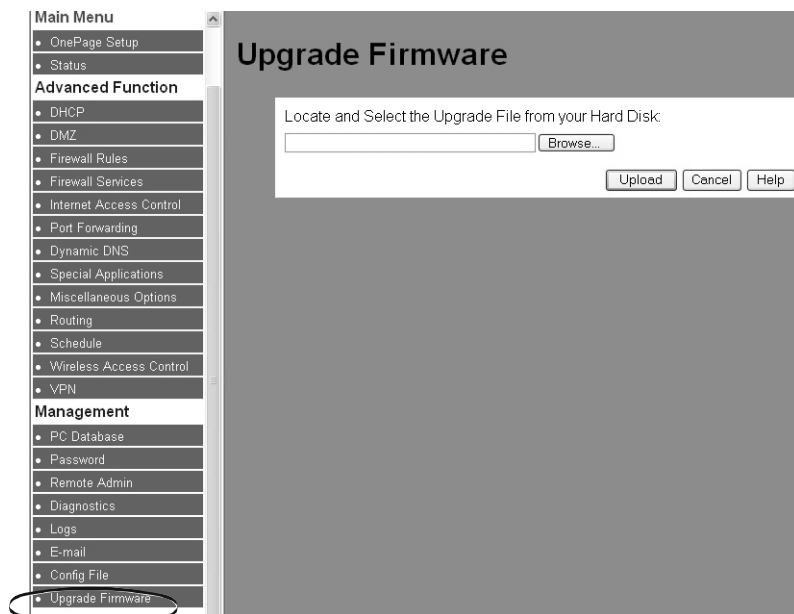 Main Menu
OnePage Setup
Status
Advanced Function
DHCP
DMZ
Firewall Rules
Firewall Services
Internet Access Control
Port Forwarding
Dynamic DNS
Special Applications
Miscellaneous Options
Routing
Schedule
Wireless Access Control
VPN
Management
PC Database
Password
Remote Admin
Diagnostics
Logs
E-mail
Config File
Upgrade Firmware
Upgrade Firmware
Locate and Select the Upgrade File from your Hard Disk:
Browse...
Upload Cancel Help